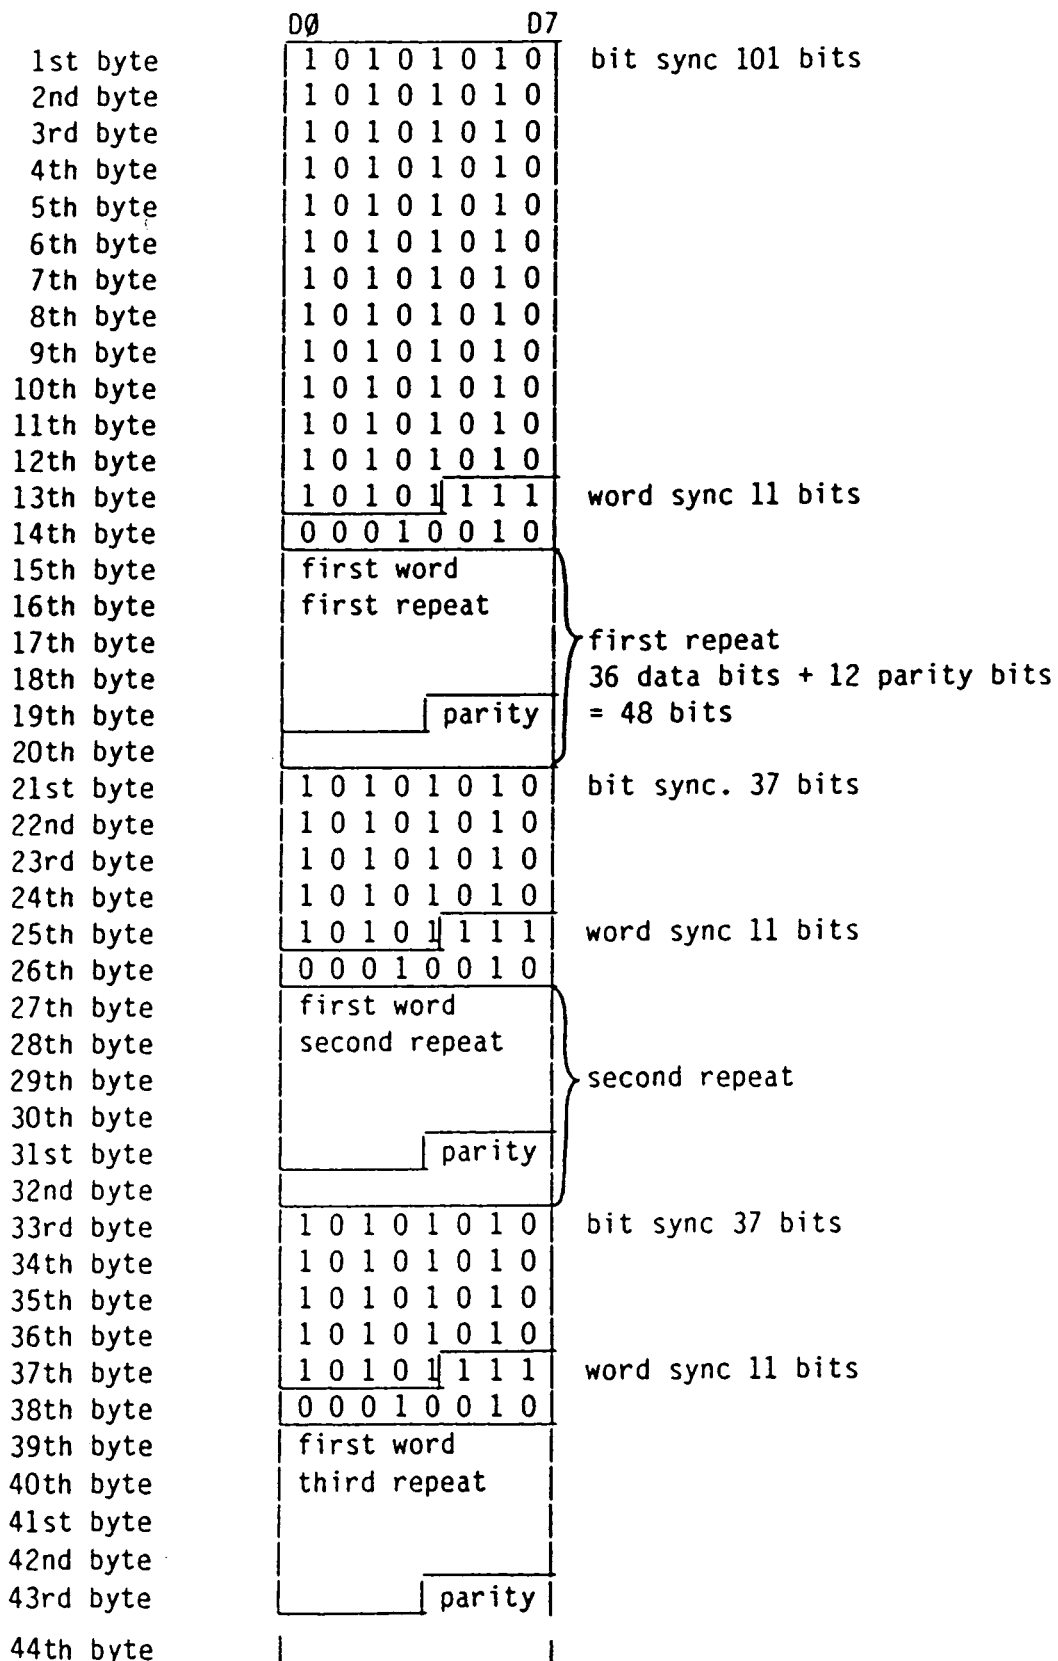 DØ D7
1st byte 1 0 1 0 1 0 1 0 bit sync 101 bits
2nd byte 1 0 1 0 1 0 1 0
3rd byte 1 0 1 0 1 0 1 0
4th byte 1 0 1 0 1 0 1 0
5th byte 1 0 1 0 1 0 1 0
6th byte 1 0 1 0 1 0 1 0
7th byte 1 0 1 0 1 0 1 0
8th byte 1 0 1 0 1 0 1 0
9th byte 1 0 1 0 1 0 1 0
10th byte 1 0 1 0 1 0 1 0
11th byte 1 0 1 0 1 0 1 0
12th byte 1 0 1 0 1 0 1 0
13th byte 1 0 1 0 1 1 1 1 word sync 11 bits
14th byte 0 0 0 1 0 0 1 0
15th byte first word
16th byte first repeat
17th byte first repeat
18th byte 36 data bits + 12 parity bits
19th byte parity = 48 bits
20th byte
21st byte 1 0 1 0 1 0 1 0 bit sync. 37 bits
22nd byte 1 0 1 0 1 0 1 0
23rd byte 1 0 1 0 1 0 1 0
24th byte 1 0 1 0 1 0 1 0
25th byte 1 0 1 0 1 1 1 1 word sync 11 bits
26th byte 0 0 0 1 0 0 1 0
27th byte first word
28th byte second repeat
29th byte second repeat
30th byte
31st byte parity
32nd byte
33rd byte 1 0 1 0 1 0 1 0 bit sync 37 bits
34th byte 1 0 1 0 1 0 1 0
35th byte 1 0 1 0 1 0 1 0
36th byte 1 0 1 0 1 0 1 0
37th byte 1 0 1 0 1 1 1 1 word sync 11 bits
38th byte 0 0 0 1 0 0 1 0
39th byte first word
40th byte third repeat
41st byte
42nd byte
43rd byte parity
44th byte